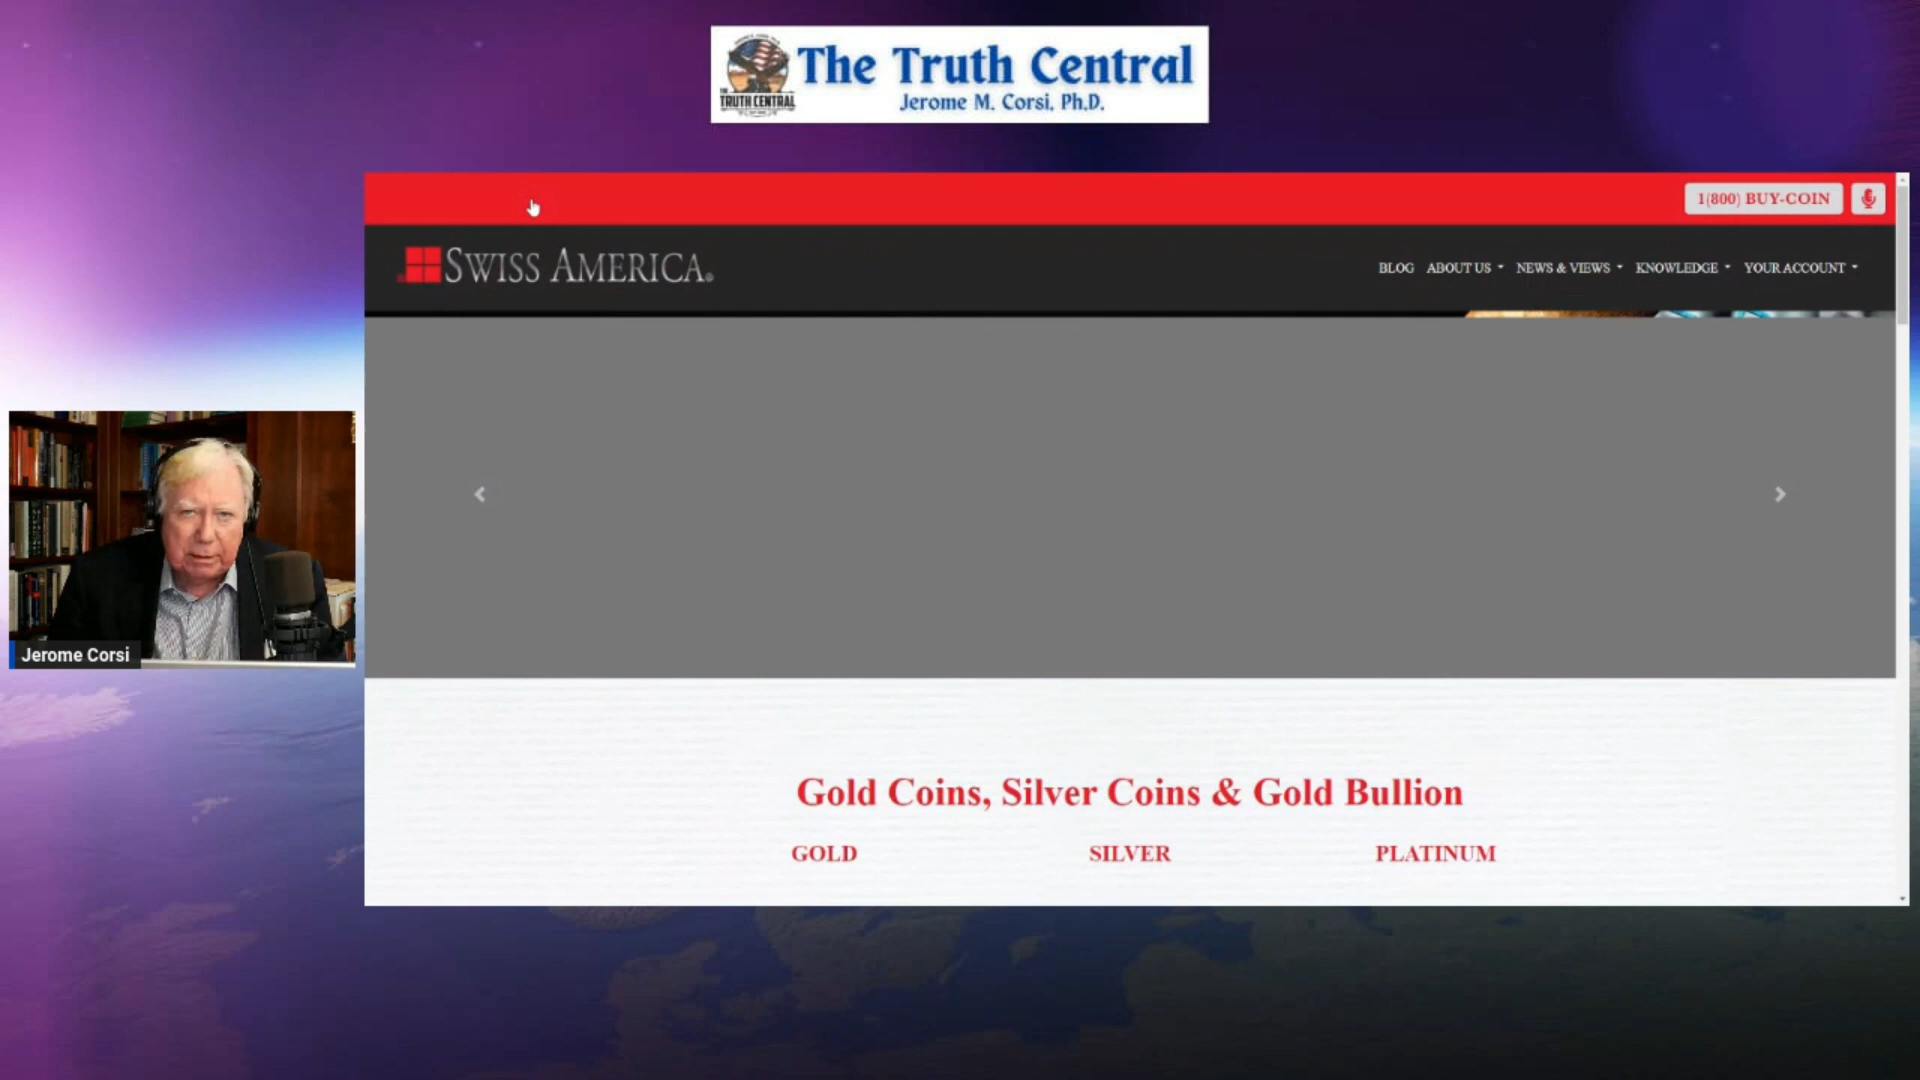 The Truth Central
Jerome M. Corsi, Ph.D.
THE
TRUTH CENTRAL
1(800) BUY-COIN
SWISS AMERICA.
BLOG ABOUT US NEWS & VIEWS KNOWLEDGE YOUR ACCOUNT
Jerome Corsi
Gold Coins, Silver Coins & Gold Bullion
GOLD SILVER PLATINUM